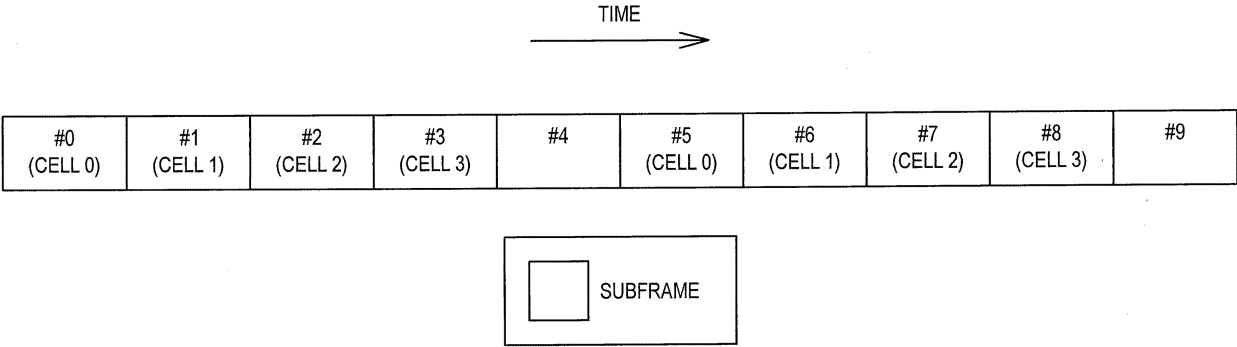 TIME
#0
(CELL 0)
#1
(CELL 1)
#2
(CELL 2)
#3
(CELL 3)
#4
#5
(CELL 0)
#6
(CELL 1)
#7
(CELL 2)
#8
(CELL 3)
#9
SUBFRAME